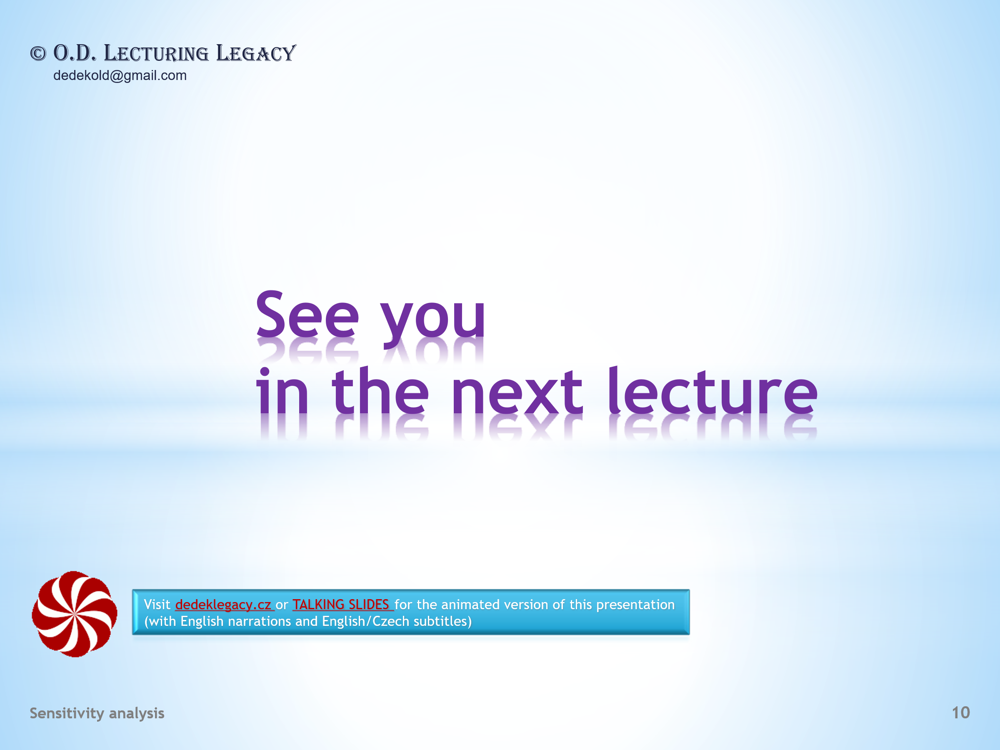 © O.D. Lecturing Legacy
dedekold@gmail.com
See you
in the next lecture
Visit dedeklegacy.cz or TALKING SLIDES for the animated version of this presentation
(with English narrations and English/Czech subtitles)
Sensitivity analysis
10